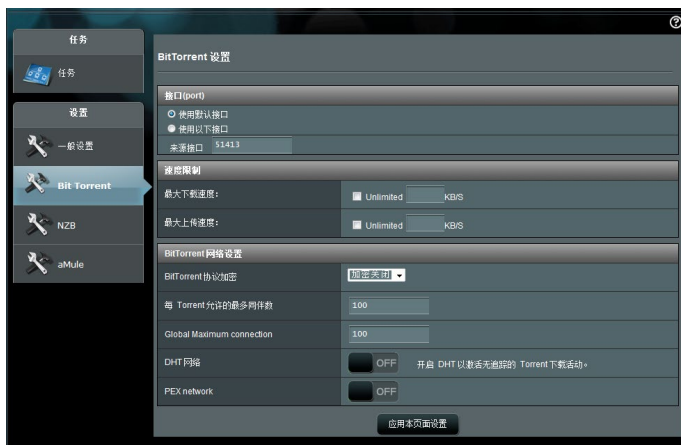 任务
任务
设置
一般设置
Bit Torrent
NZB
aMule
BitTorrent 设置
接口(port)
使用默认接口
使用以下接口
来源接口 51413
速度限制
最大下载速度: Unlimited KB/S
最大上传速度: Unlimited KB/S
BitTorrent 网络设置
BitTorrent 协议加密 加密关闭
每 Torrent 允许的最多同伴数 100
Global Maximum connection 100
DHT 网络 OFF 开启 DHT 以激活无追踪的 Torrent 下载活动。
PEX network OFF
应用本页面设置